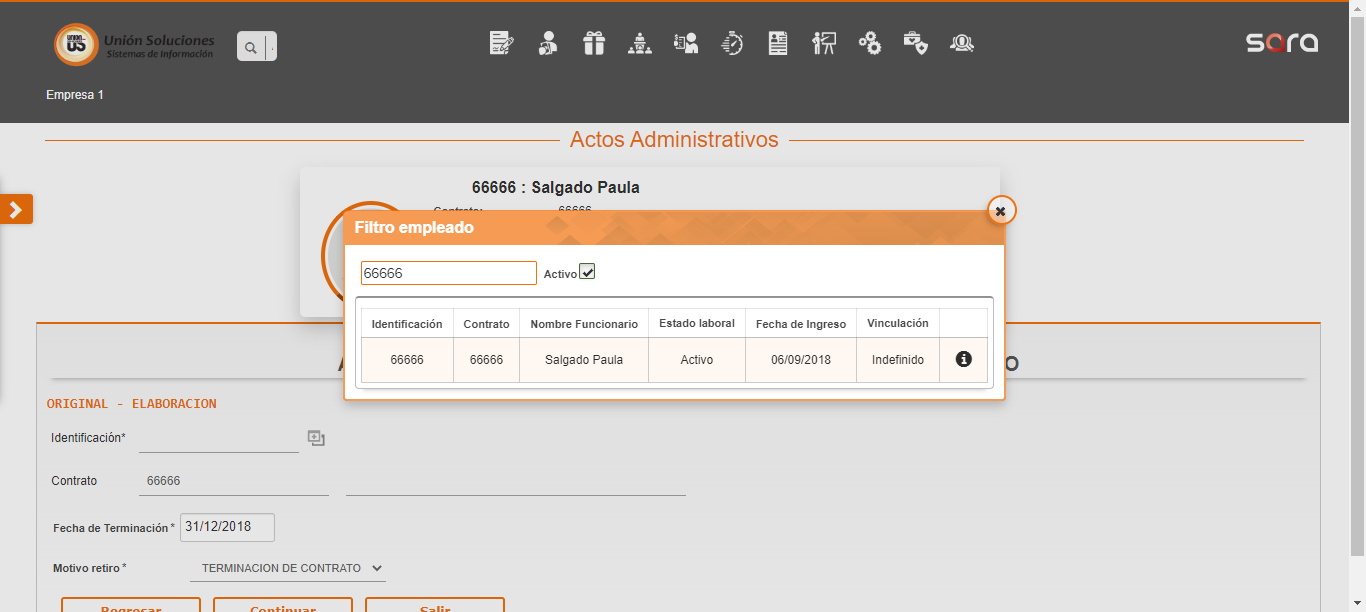 Unión Soluciones
Sistemas de Información
sara
Empresa 1
Actos Administrativos
66666 : Salgado Paula
Contrato: 66666
Filtro empleado
66666 Activo
Identificación Contrato Nombre Funcionario Estado laboral Fecha de Ingreso Vinculación
66666 66666 Salgado Paula Activo 06/09/2018 Indefinido
ORIGINAL - ELABORACION
Identificación*
Contrato 66666
Fecha de Terminación* 31/12/2018
Motivo retiro* TERMINACION DE CONTRATO
Regresar Continuar Salir